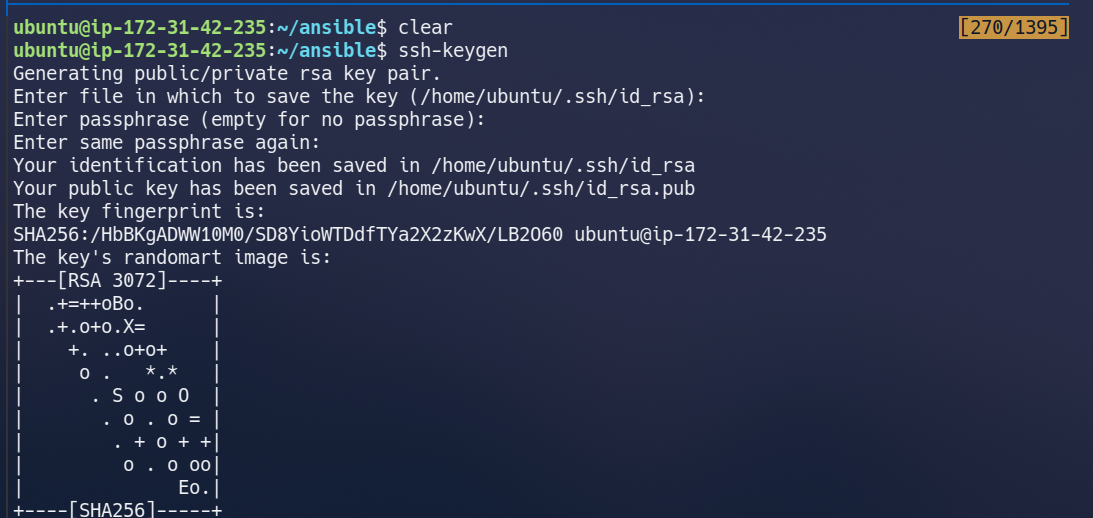 ubuntu@ip-172-31-42-235:~/ansible$ clear [270/1395]
ubuntu@ip-172-31-42-235:~/ansible$ ssh-keygen
Generating public/private rsa key pair.
Enter file in which to save the key (/home/ubuntu/.ssh/id_rsa):
Enter passphrase (empty for no passphrase):
Enter same passphrase again:
Your identification has been saved in /home/ubuntu/.ssh/id_rsa
Your public key has been saved in /home/ubuntu/.ssh/id_rsa.pub
The key fingerprint is:
SHA256:/HbBKgADWW10M0/SD8YioWTDdfTYa2X2zKwX/LB2O60 ubuntu@ip-172-31-42-235
The key's randomart image is:
+---[RSA 3072]----+
|  .+=++oBo.      |
|  .+.o+o.X=      |
|    +. ..o+o+    |
|     o .   *.*   |
|      . S o o O  |
|       . o . o = |
|        . + o + +|
|         o . o oo|
|              Eo.|
+----[SHA256]-----+